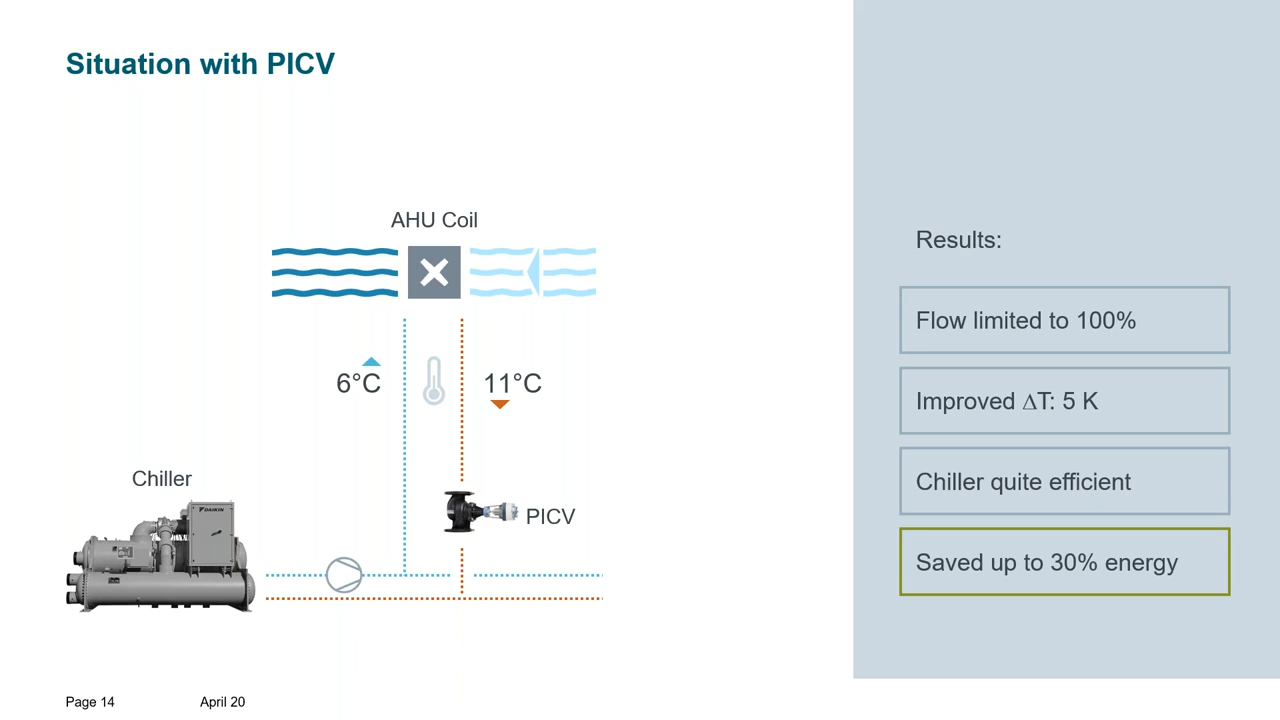 Situation with PICV
AHU Coil
6°C
11°C
Chiller
DAIKIN
PICV
Results:
Flow limited to 100%
Improved ΔT: 5 K
Chiller quite efficient
Saved up to 30% energy
Page 14
April 20